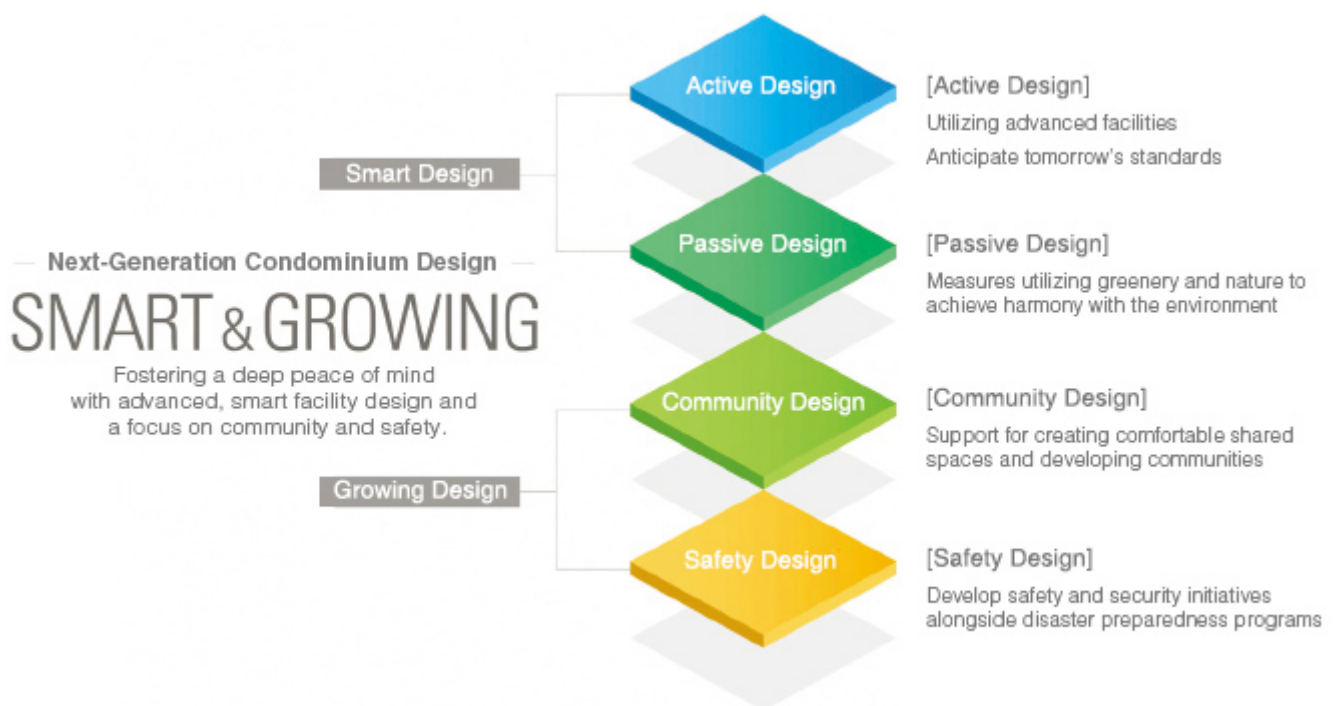 Active Design
[Active Design]
Utilizing advanced facilities
Anticipate tomorrow's standards
Smart Design
Passive Design
[Passive Design]
Measures utilizing greenery and nature to
achieve harmony with the environment
Next-Generation Condominium Design
SMART & GROWING
Fostering a deep peace of mind
with advanced, smart facility design and
a focus on community and safety.
Community Design
[Community Design]
Support for creating comfortable shared
spaces and developing communities
Growing Design
Safety Design
[Safety Design]
Develop safety and security initiatives
alongside disaster preparedness programs